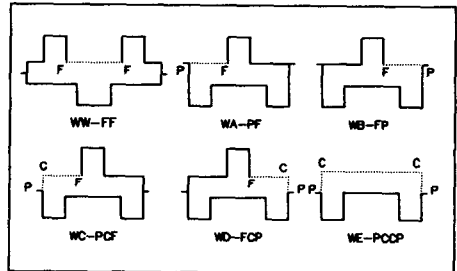 F F
P F
F P
WW-FF WA-PF WB-FP
C C C C
P F F P P P
WC-PCF WD-FCP WE-PCCP